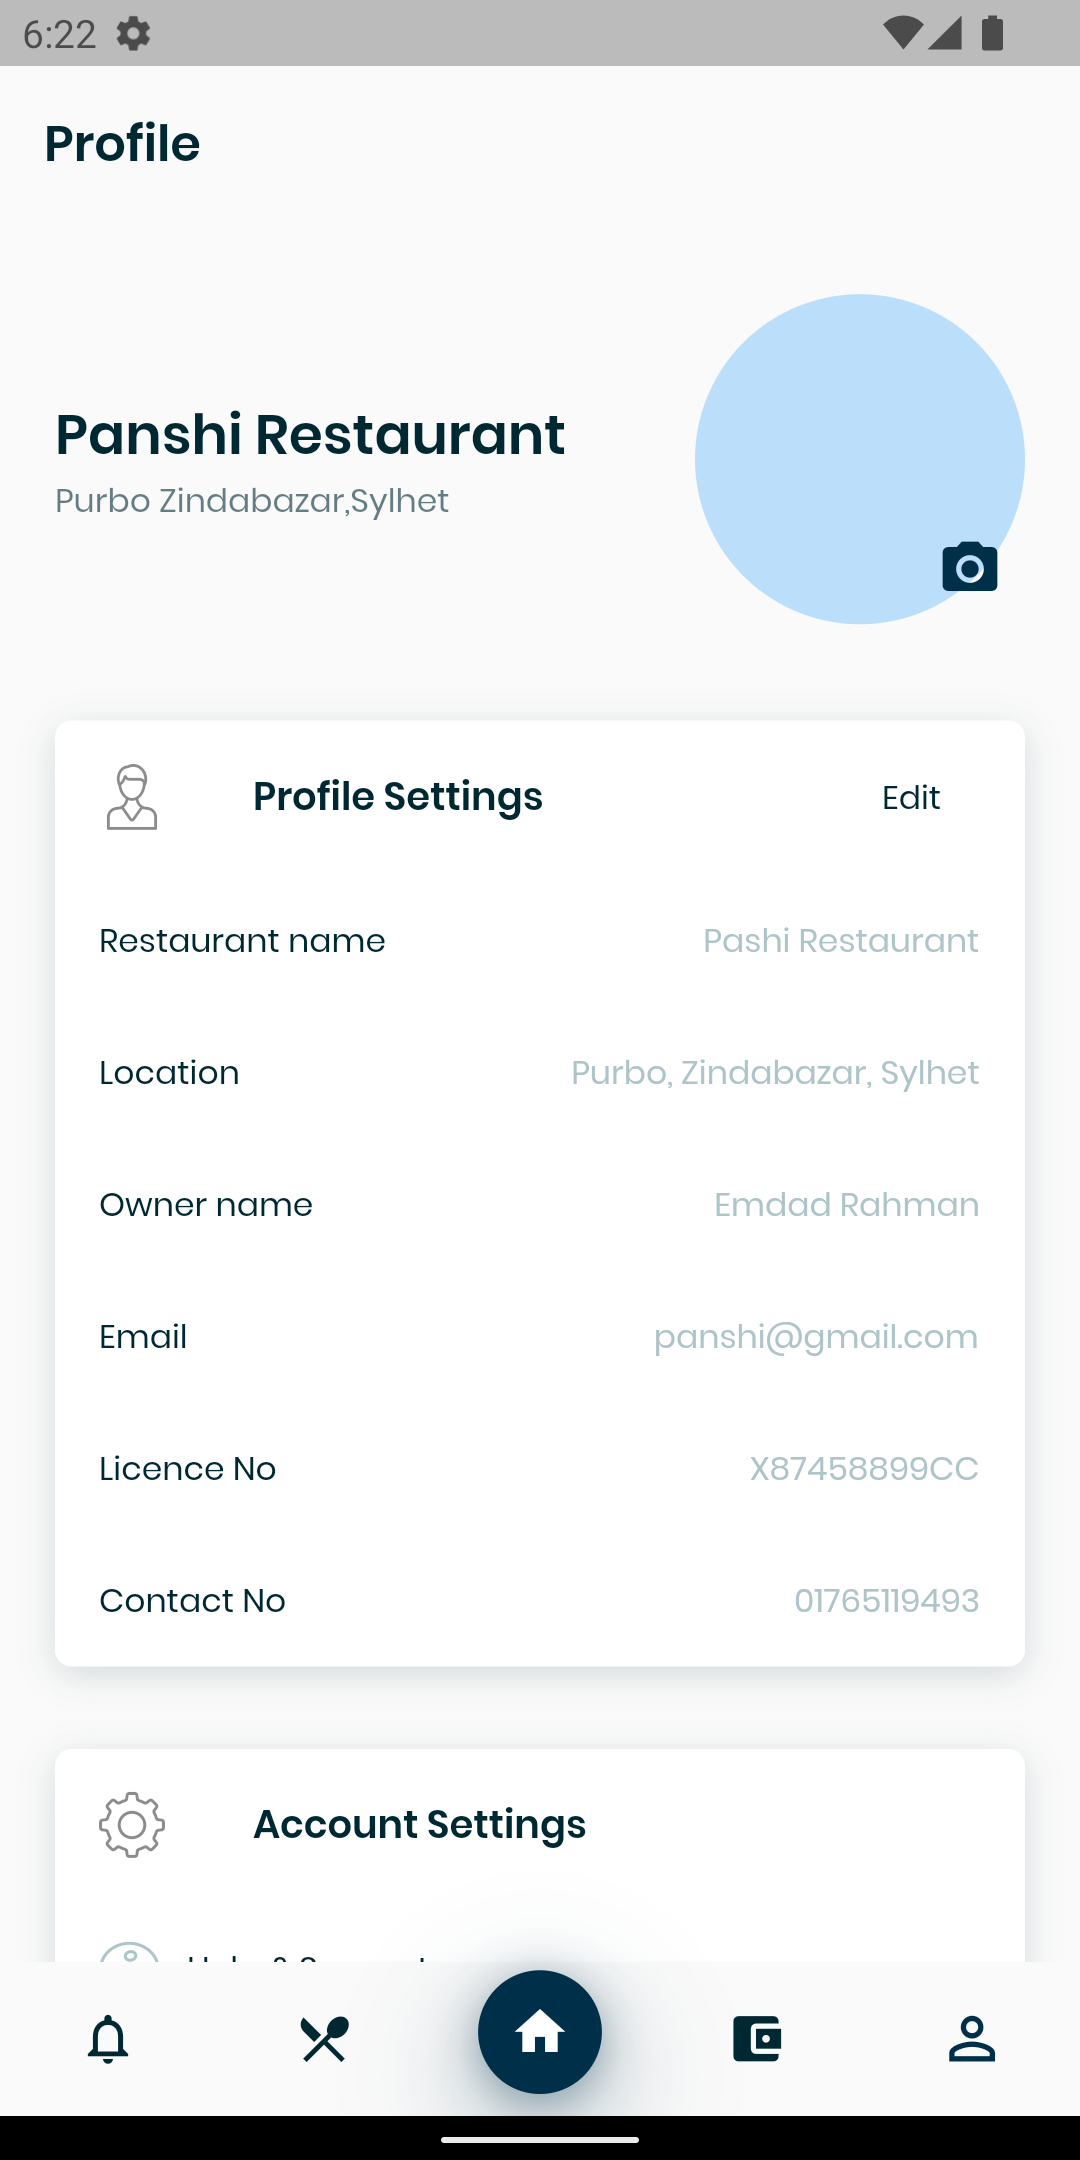 6:22
Profile
Panshi Restaurant
Purbo Zindabazar,Sylhet
Profile Settings
Edit
Restaurant name
Pashi Restaurant
Location
Purbo, Zindabazar, Sylhet
Owner name
Emdad Rahman
Email
panshi@gmail.com
Licence No
X87458899CC
Contact No
01765119493
Account Settings